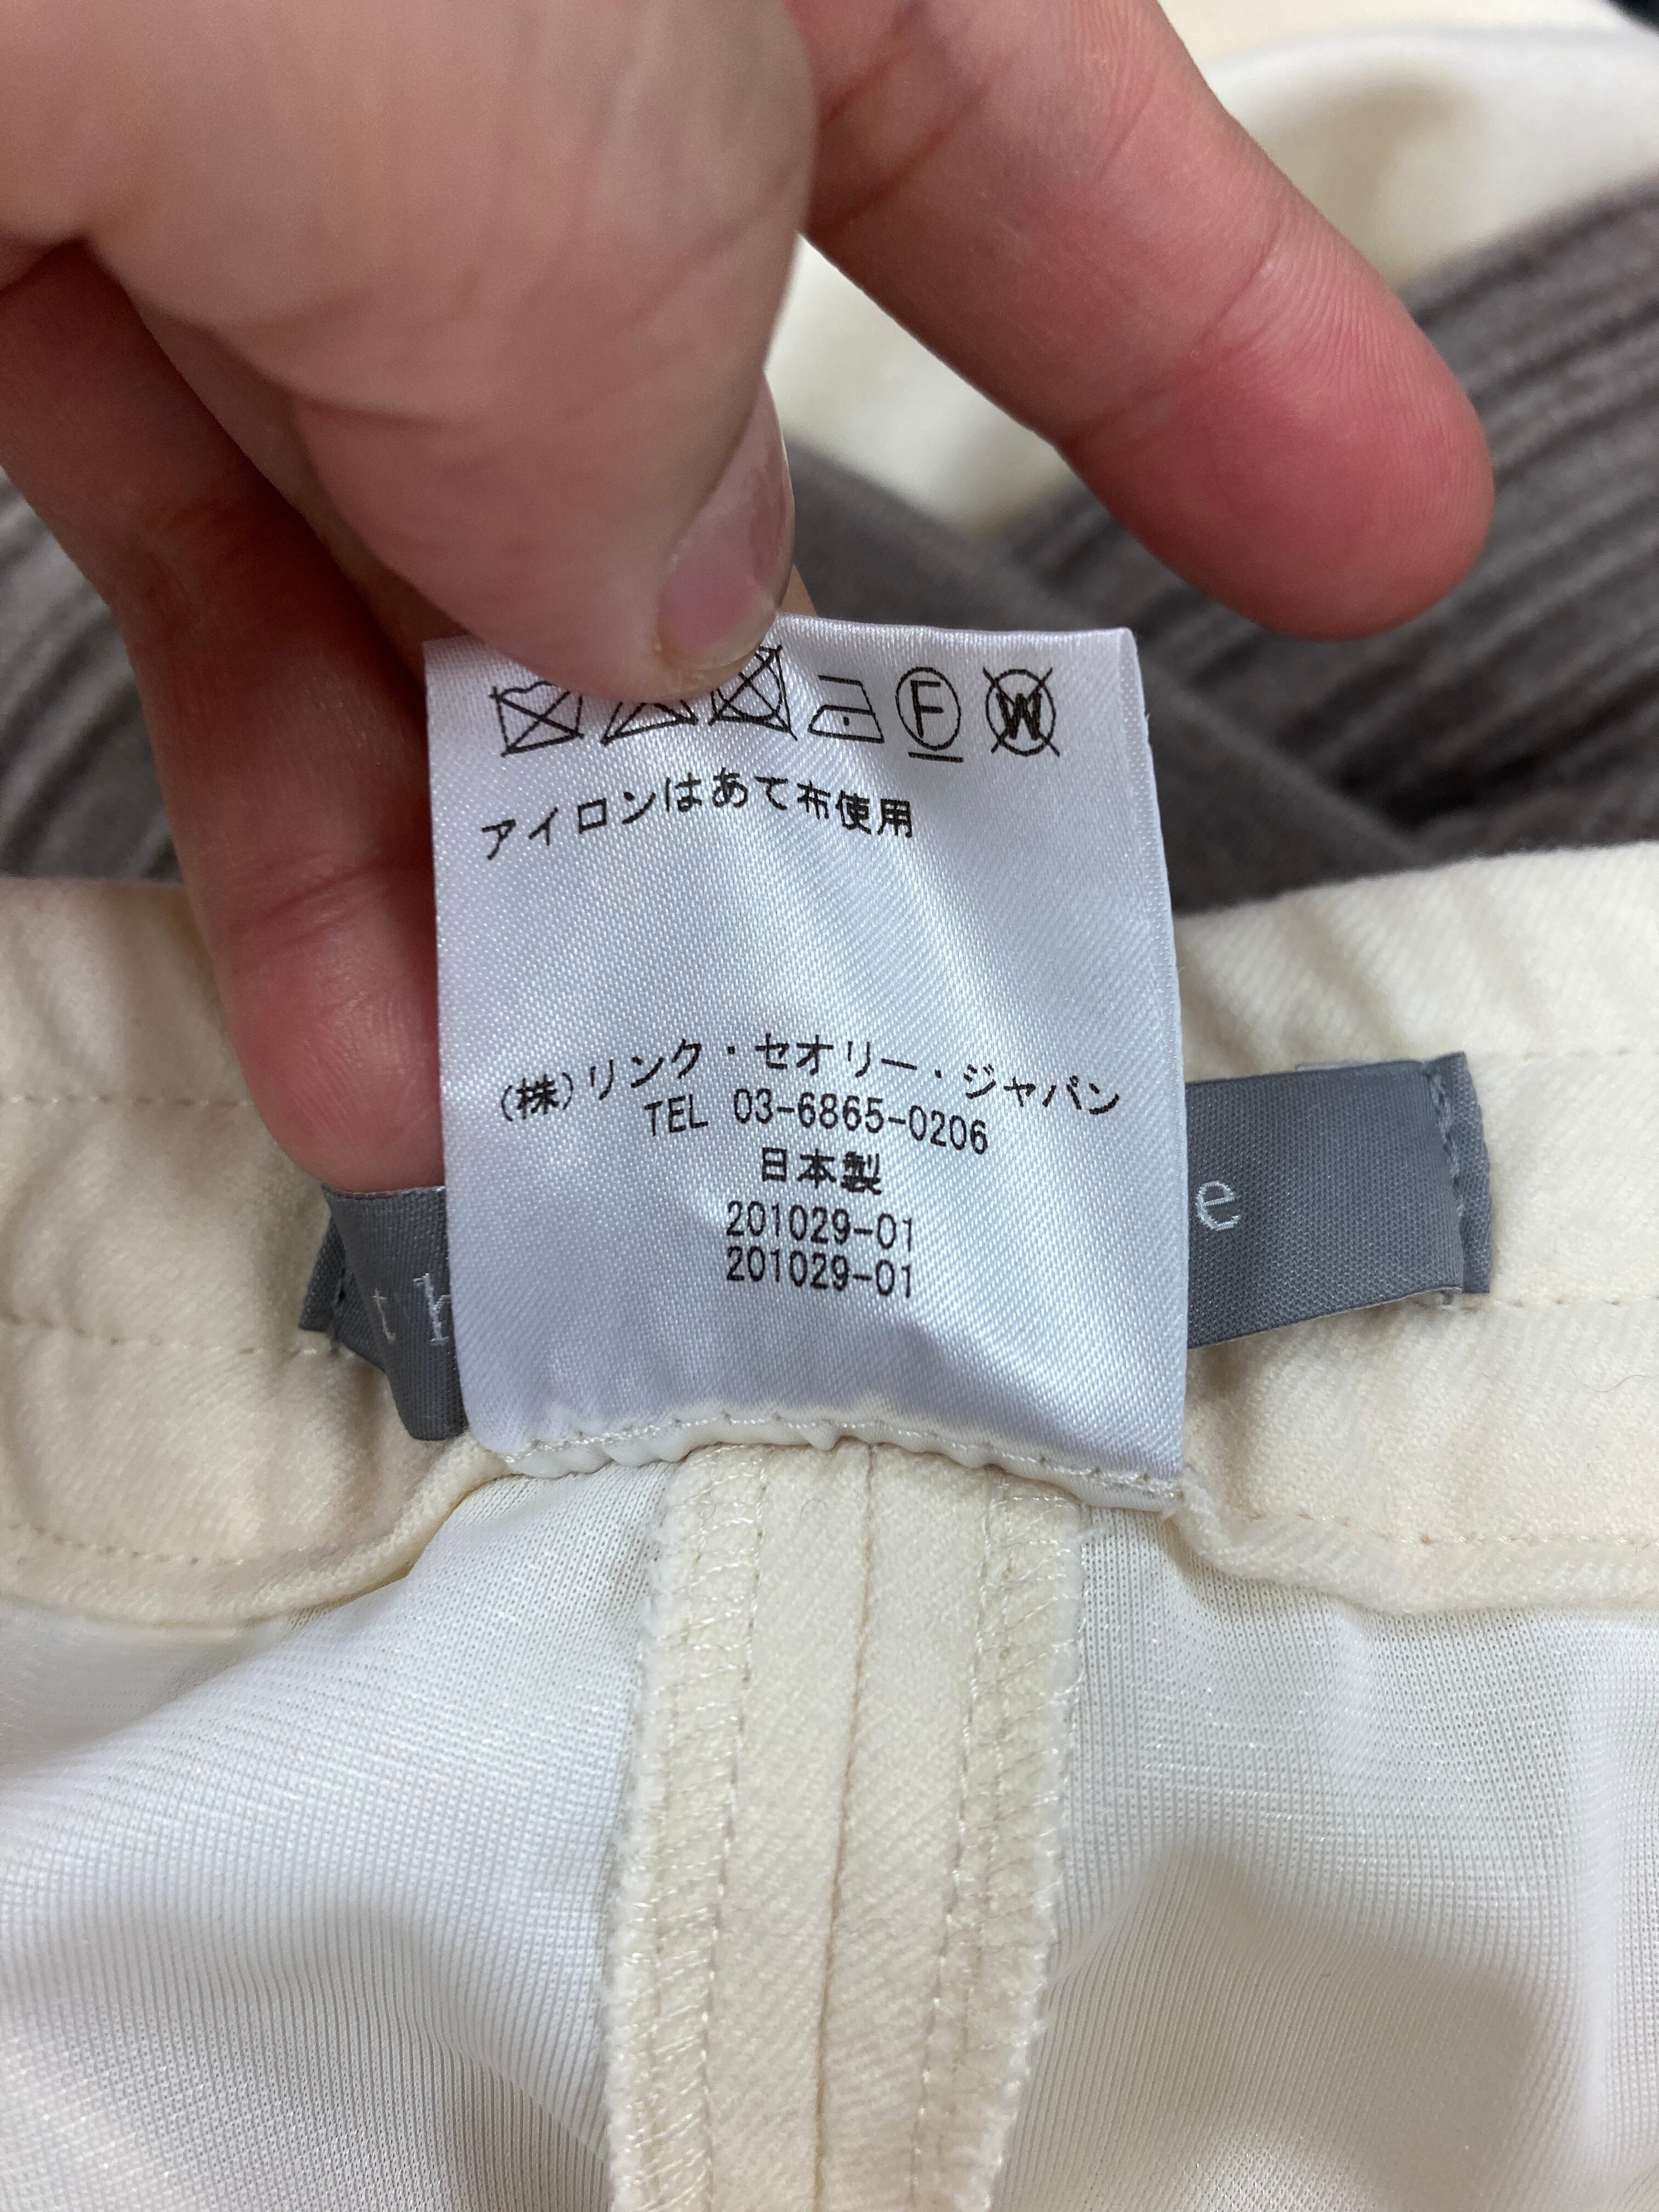 F W
アイロンはあて布使用
(株)リンク・セオリー・ジャパン
TEL 03-6865-0206
日本製
201029-01
201029-01
th
e